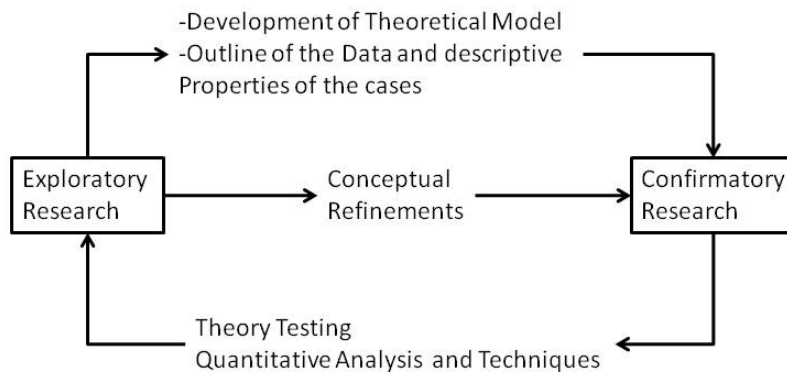 -Development of Theoretical Model
-Outline of the Data and descriptive
Properties of the cases
Exploratory
Research
Conceptual
Refinements
Confirmatory
Research
Theory Testing
Quantitative Analysis and Techniques